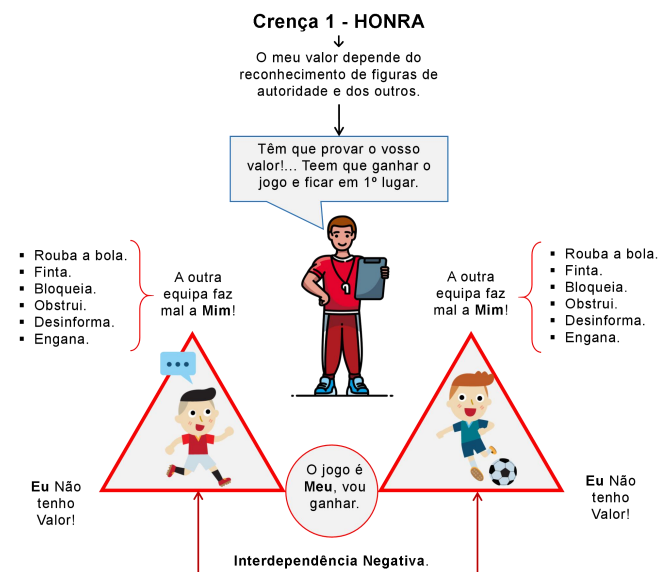 Crença 1 - HONRA
O meu valor depende do
reconhecimento de figuras de
autoridade e dos outros.
Têm que provar o vosso
valor!... Teem que ganhar o
jogo e ficar em 1º lugar.
▪ Rouba a bola.
▪ Finta.
▪ Bloqueia.
▪ Obstrui.
▪ Desinforma.
▪ Engana.
A outra
equipa faz
mal a Mim!
A outra
equipa faz
mal a Mim!
▪ Rouba a bola.
▪ Finta.
▪ Bloqueia.
▪ Obstrui.
▪ Desinforma.
▪ Engana.
Eu Não
tenho
Valor!
O jogo é
Meu, vou
ganhar.
Eu Não
tenho
Valor!
Interdependência Negativa.